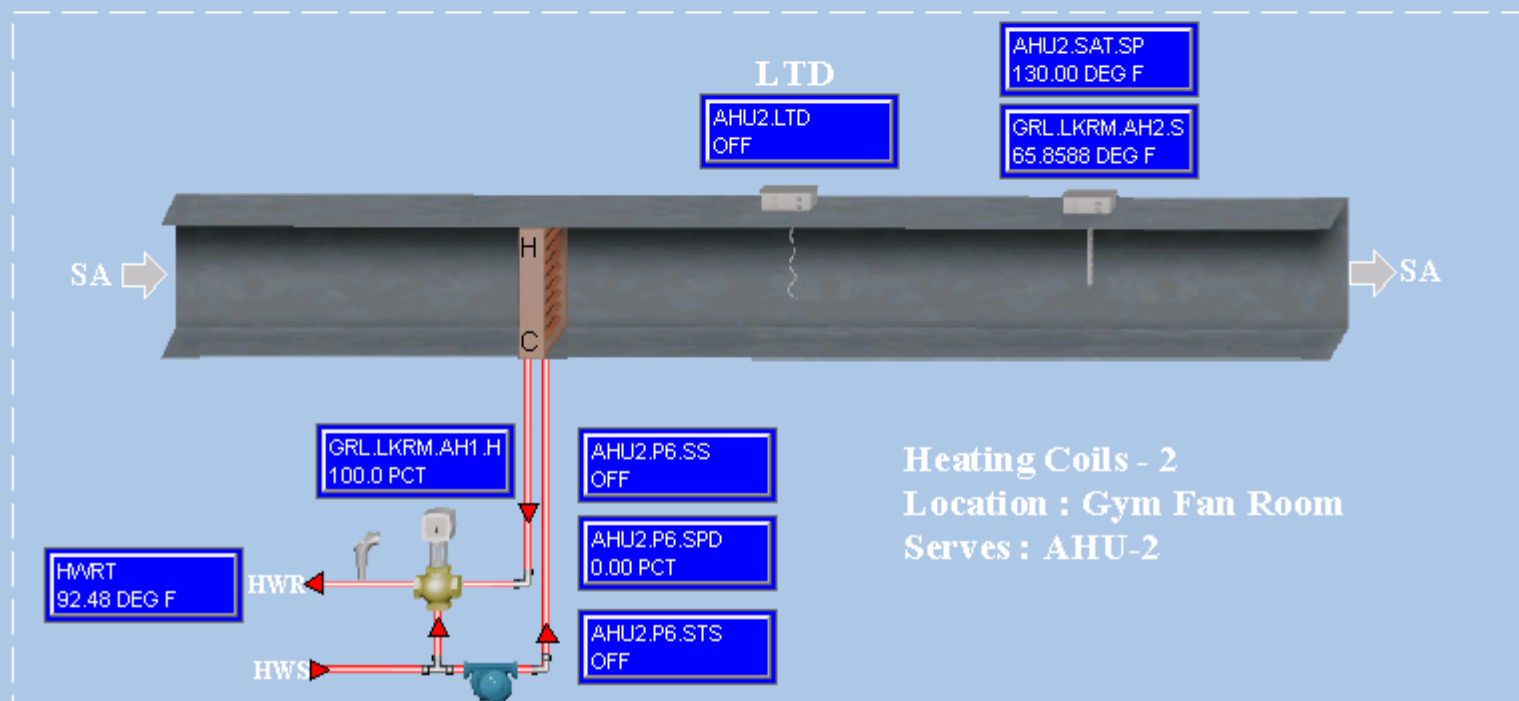 LTD
AHU2.LTD
OFF
AHU2.SAT.SP
130.00 DEG F
GRL.LKRM.AH2.S
65.8588 DEG F
SA
H
C
SA
GRL.LKRM.AH1.H
100.0 PCT
AHU2.P6.SS
OFF
AHU2.P6.SPD
0.00 PCT
AHU2.P6.STS
OFF
HWRT
92.48 DEG F
HWR
HWS
Heating Coils - 2
Location : Gym Fan Room
Serves : AHU-2